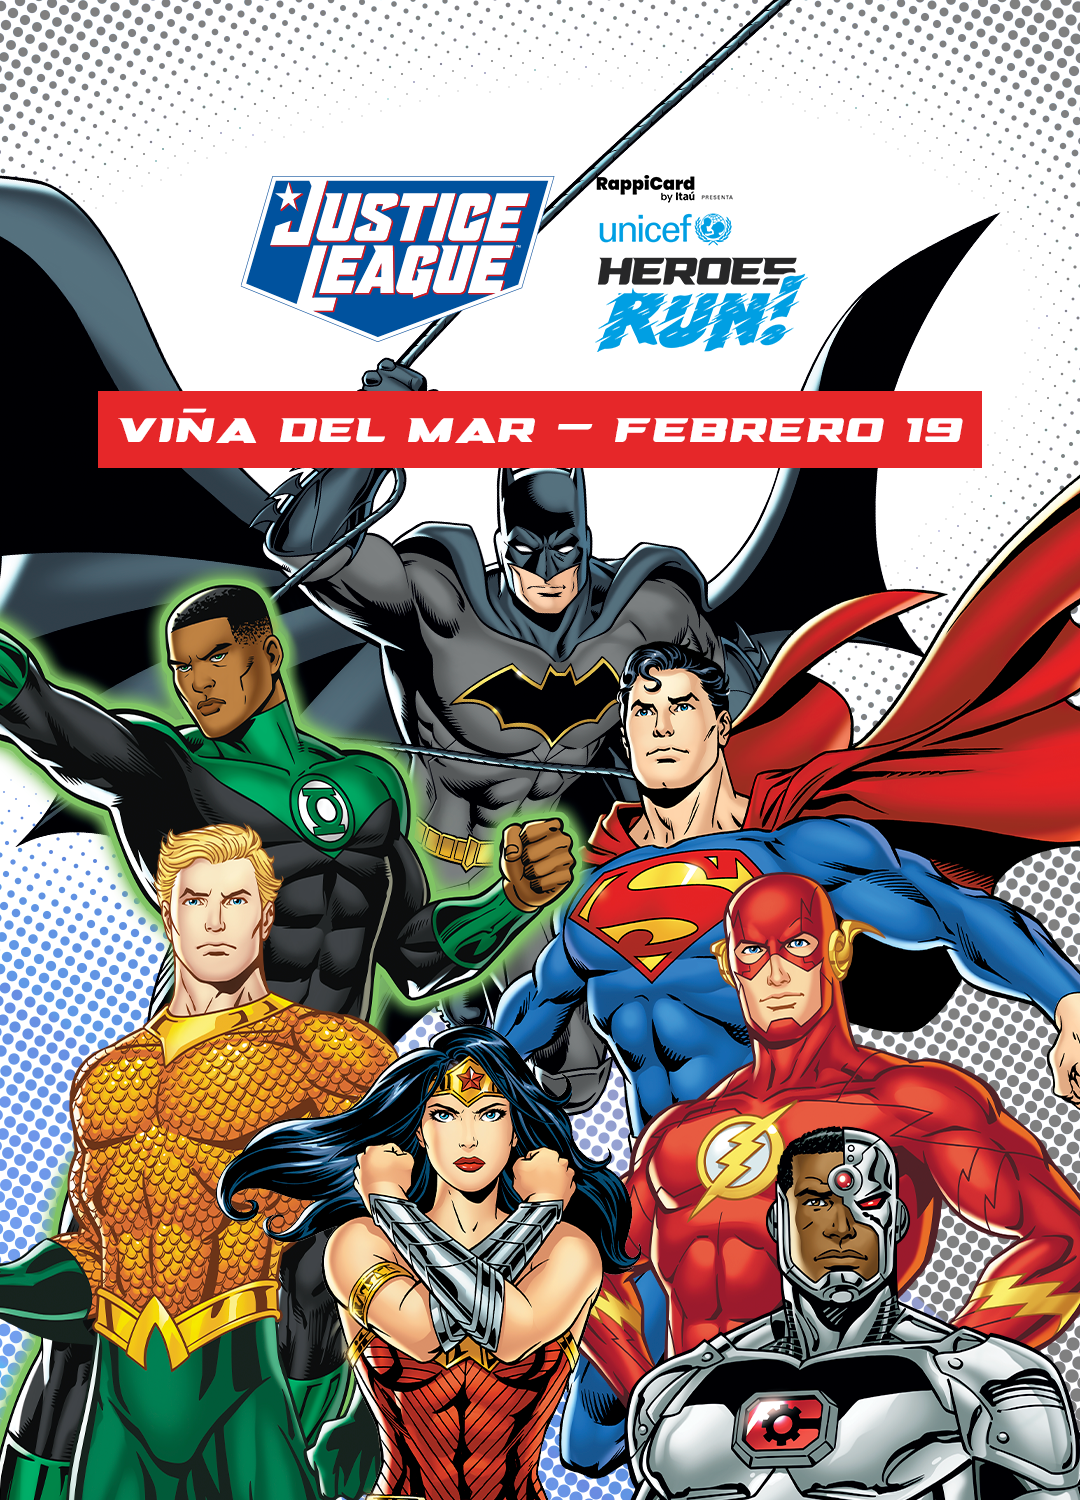 JUSTICE
LEAGUE
RappiCard
by Itaú PRESENTA
unicef
HEROES
RUN!
VIÑA DEL MAR – FEBRERO 19